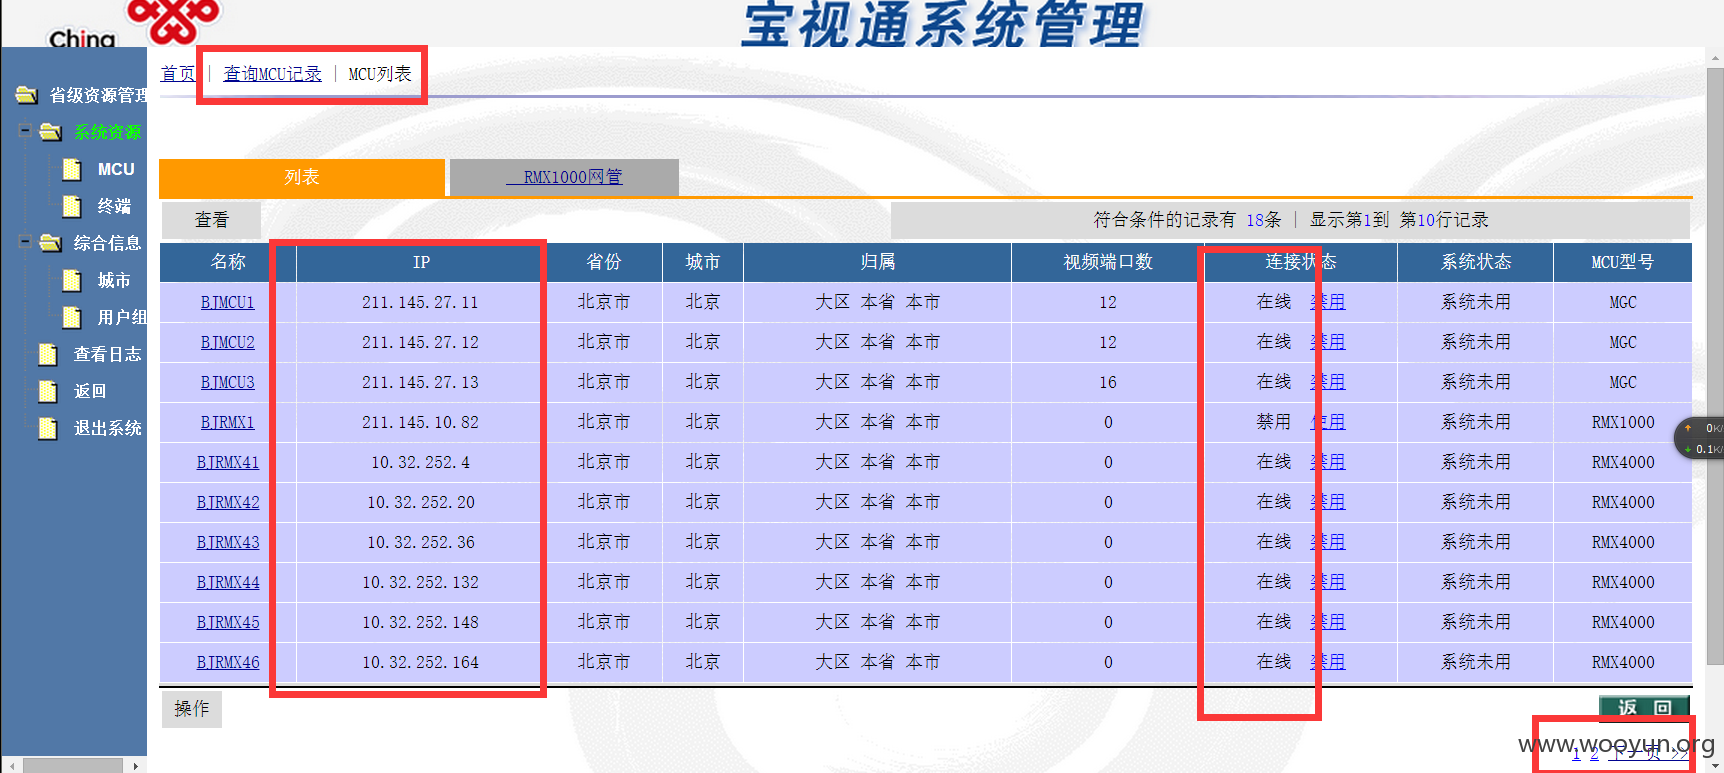 China
宝视通系统管理
首页 | 查询MCU记录 | MCU列表
省级资源管理
系统资源
MCU
终端
综合信息
城市
用户组
查看日志
返回
退出系统
列表 RMX1000网管
查看 符合条件的记录有 18条 | 显示第1到 第10行记录
名称 IP 省份 城市 归属 视频端口数 连接状态 系统状态 MCU型号
BJMCU1 211.145.27.11 北京市 北京 大区 本省 本市 12 在线 禁用 系统未用 MGC
BJMCU2 211.145.27.12 北京市 北京 大区 本省 本市 12 在线 禁用 系统未用 MGC
BJMCU3 211.145.27.13 北京市 北京 大区 本省 本市 16 在线 禁用 系统未用 MGC
BJRMX1 211.145.10.82 北京市 北京 大区 本省 本市 0 禁用 使用 系统未用 RMX1000
BJRMX41 10.32.252.4 北京市 北京 大区 本省 本市 0 在线 禁用 系统未用 RMX4000
BJRMX42 10.32.252.20 北京市 北京 大区 本省 本市 0 在线 禁用 系统未用 RMX4000
BJRMX43 10.32.252.36 北京市 北京 大区 本省 本市 0 在线 禁用 系统未用 RMX4000
BJRMX44 10.32.252.132 北京市 北京 大区 本省 本市 0 在线 禁用 系统未用 RMX4000
BJRMX45 10.32.252.148 北京市 北京 大区 本省 本市 0 在线 禁用 系统未用 RMX4000
BJRMX46 10.32.252.164 北京市 北京 大区 本省 本市 0 在线 禁用 系统未用 RMX4000
操作
返 回
1 2 下一页 >>
www.wooyun.org
0K/
0.1K/